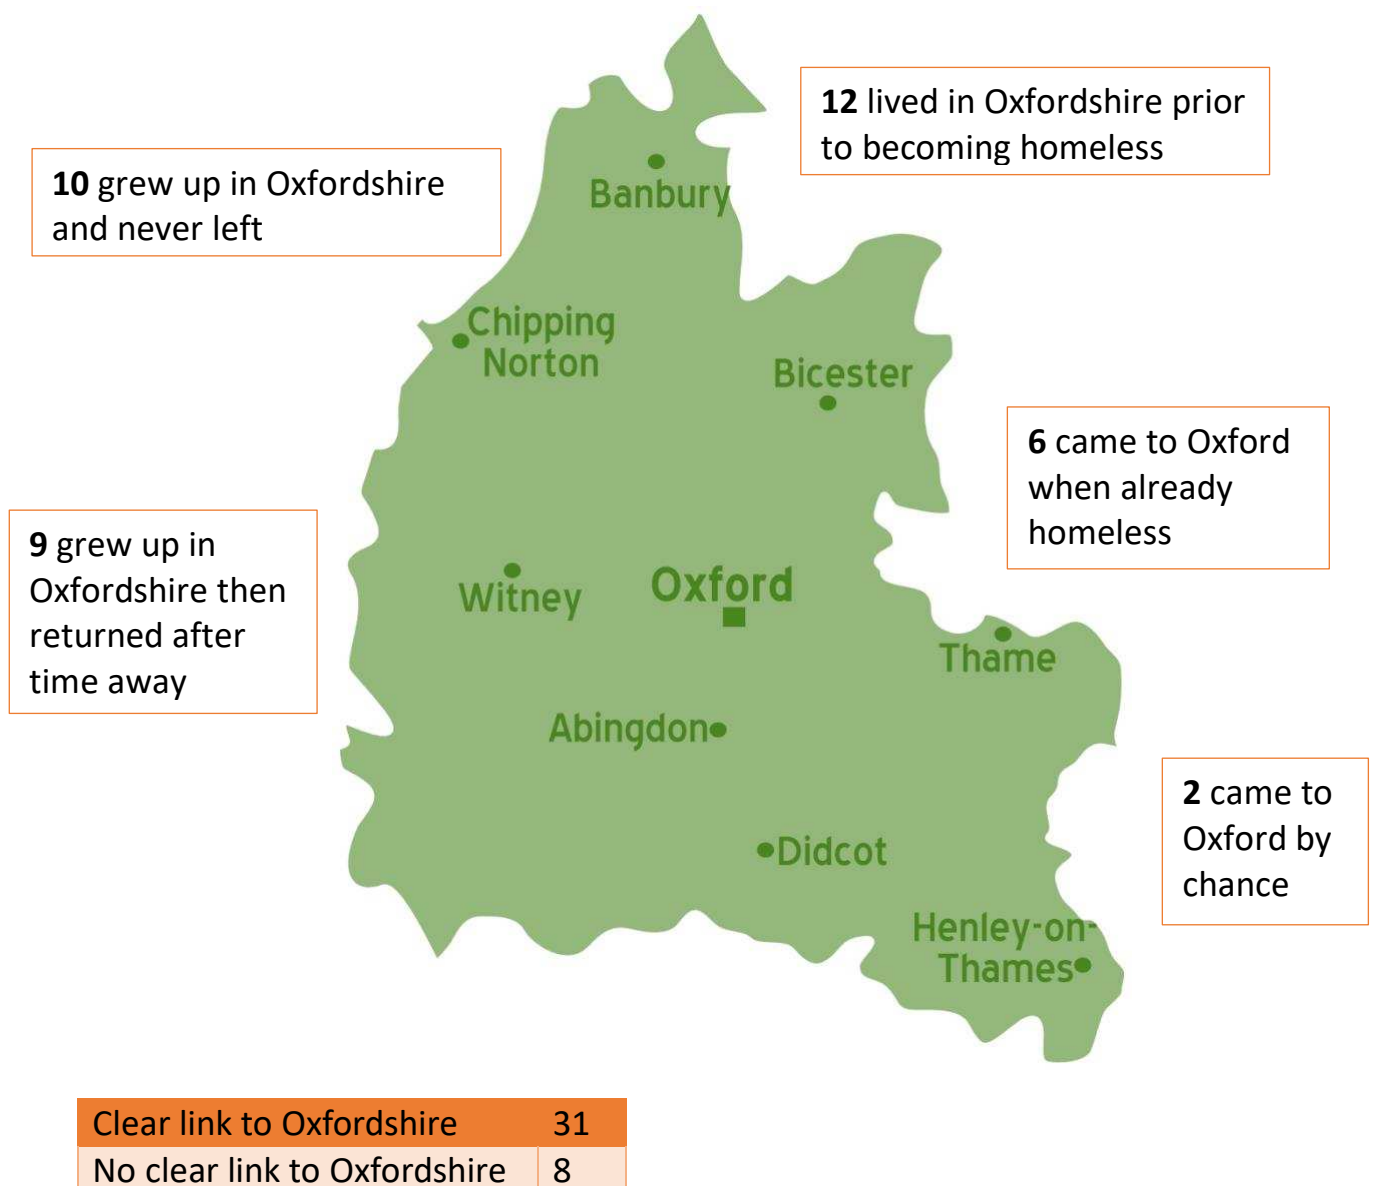 12 lived in Oxfordshire prior
to becoming homeless
10 grew up in Oxfordshire
and never left
Banbury
Chipping
Norton
Bicester
6 came to Oxford
when already
homeless
9 grew up in
Oxfordshire then
returned after
time away
Witney
Oxford
Thame
Abingdon
2 came to
Oxford by
chance
Didcot
Henley-on-
Thames
Clear link to Oxfordshire 31
No clear link to Oxfordshire 8